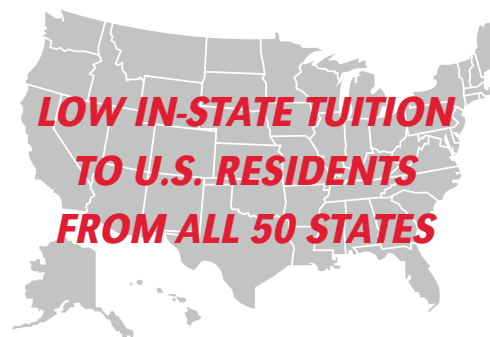 LOW IN-STATE TUITION
TO U.S. RESIDENTS
FROM ALL 50 STATES